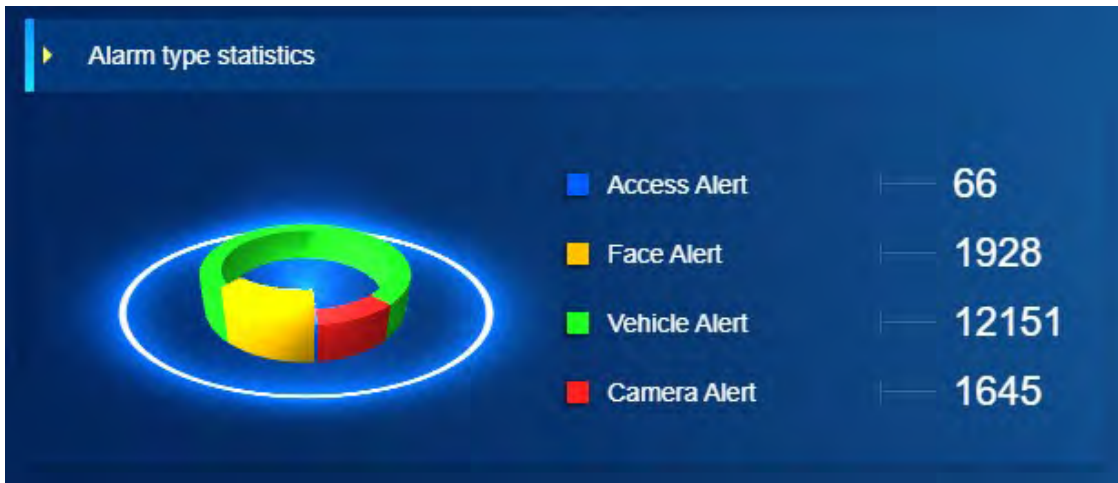 Alarm type statistics
Access Alert 66
Face Alert 1928
Vehicle Alert 12151
Camera Alert 1645